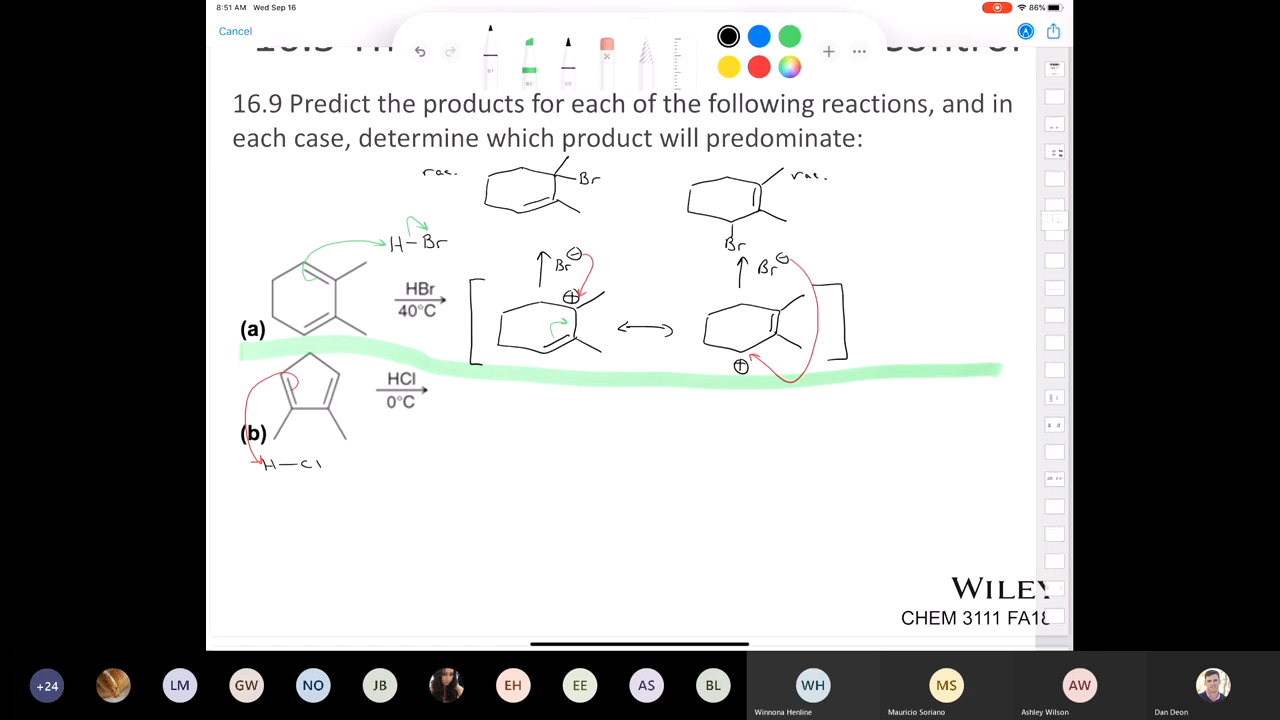 8:51 AM Wed Sep 16
86%
Cancel
16.9 Predict the products for each of the following reactions, and in
each case, determine which product will predominate:
rac.
Br
rac.
Br
H-Br
Br⊖
Br⊖
HBr
40°C
⊕
⊕
(a)
HCl
0°C
(b)
H-Cl
WILEY
CHEM 3111 FA18
+24
LM
GW
NO
JB
EH
EE
AS
BL
WH
MS
AW
Winnona Henline
Mauricio Soriano
Ashley Wilson
Dan Deon